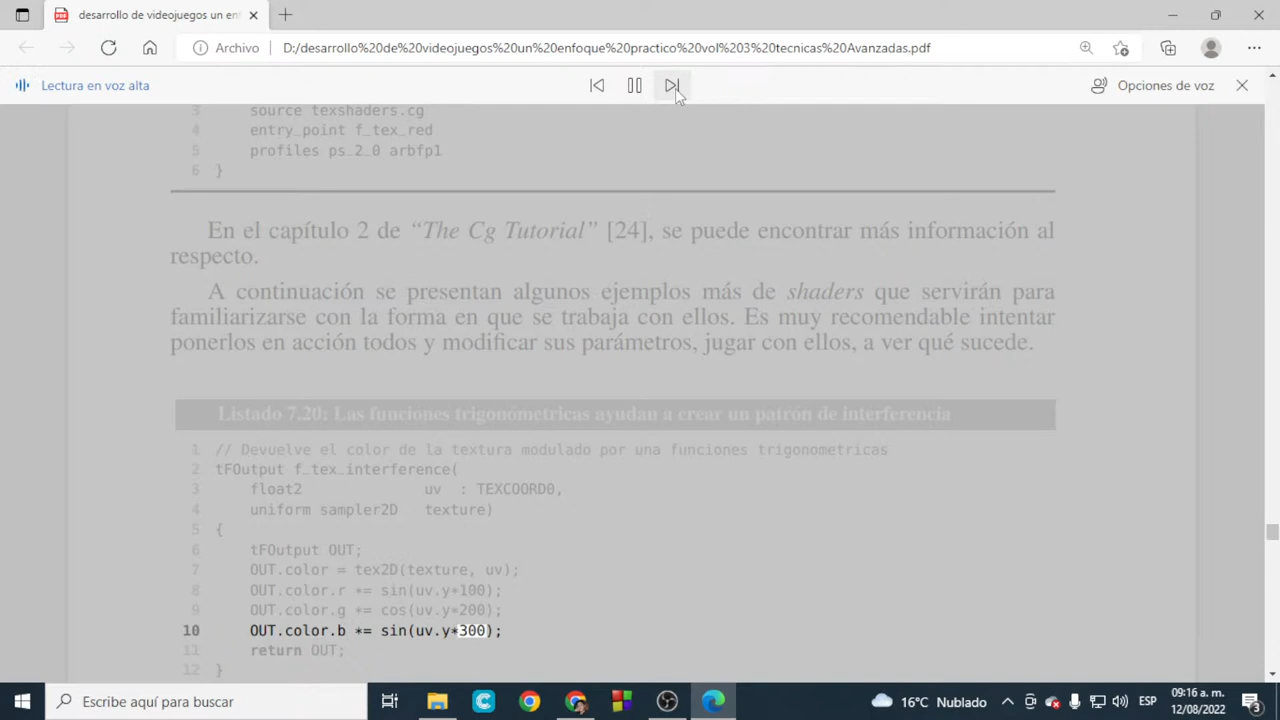 desarrollo de videojuegos un en
Archivo
D:/desarrollo%20de%20videojuegos%20un%20enfoque%20practico%20vol%203%20tecnicas%20Avanzadas.pdf
Lectura en voz alta
Opciones de voz
3 source texshaders.cg
4 entry_point f_tex_red
5 profiles ps_2_0 arbfp1
6 }
En el capítulo 2 de “The Cg Tutorial” [24], se puede encontrar más información al
respecto.
A continuación se presentan algunos ejemplos más de shaders que servirán para
familiarizarse con la forma en que se trabaja con ellos. Es muy recomendable intentar
ponerlos en acción todos y modificar sus parámetros, jugar con ellos, a ver qué sucede.
Listado 7.20: Las funciones trigonómetricas ayudan a crear un patrón de interferencia
1 // Devuelve el color de la textura modulado por una funciones trigonometricas
2 tFOutput f_tex_interference(
3 float2 uv : TEXCOORD0,
4 uniform sampler2D texture)
5 {
6 tFOutput OUT;
7 OUT.color = tex2D(texture, uv);
8 OUT.color.r *= sin(uv.y*100);
9 OUT.color.g *= cos(uv.y*200);
10 OUT.color.b *= sin(uv.y*300);
11 return OUT;
12 }
Escribe aquí para buscar
16°C Nublado
ESP
09:16 a. m.
12/08/2022
3